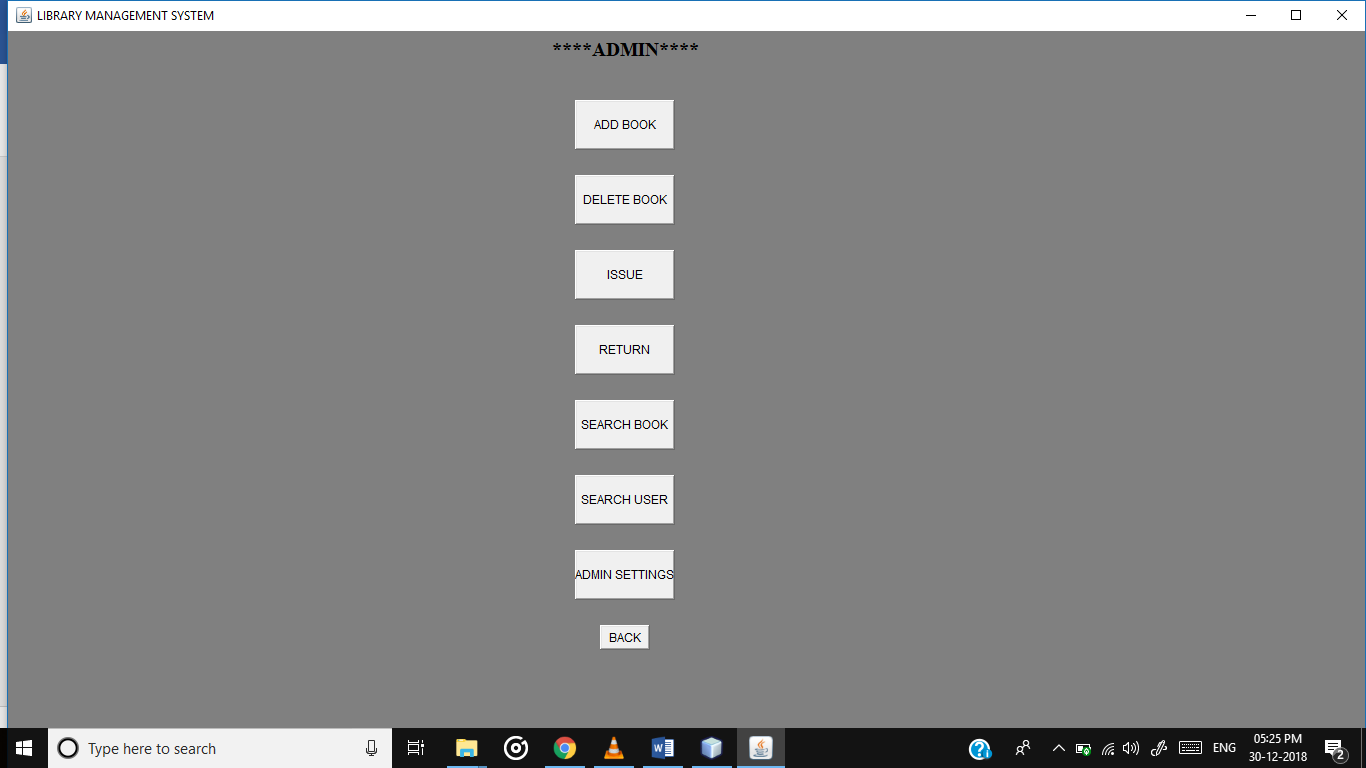 LIBRARY MANAGEMENT SYSTEM
****ADMIN****
ADD BOOK
DELETE BOOK
ISSUE
RETURN
SEARCH BOOK
SEARCH USER
ADMIN SETTINGS
BACK
Type here to search
W
?
ENG
05:25 PM
30-12-2018
2